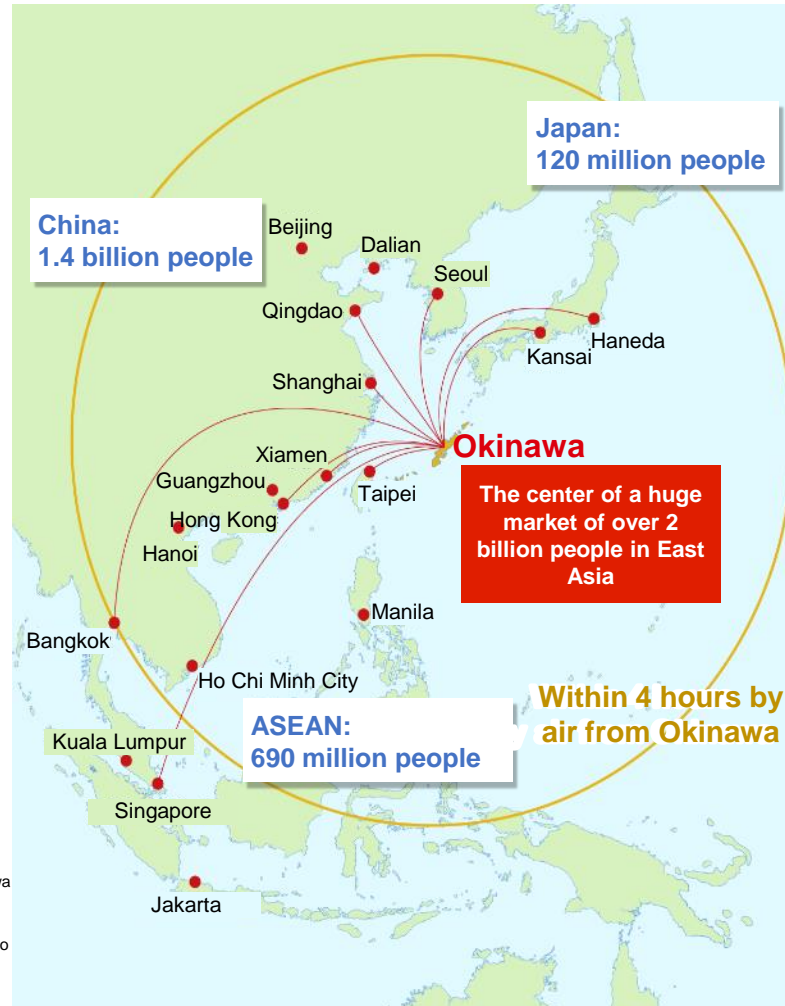 Japan:
120 million people
China:
1.4 billion people
Beijing
Dalian
Seoul
Qingdao
Haneda
Kansai
Shanghai
Okinawa
Xiamen
Guangzhou
Taipei
Hong Kong
Hanoi
The center of a huge
market of over 2
billion people in East
Asia
Manila
Bangkok
Ho Chi Minh City
Within 4 hours by
air from Okinawa
ASEAN:
690 million people
Kuala Lumpur
Singapore
Jakarta